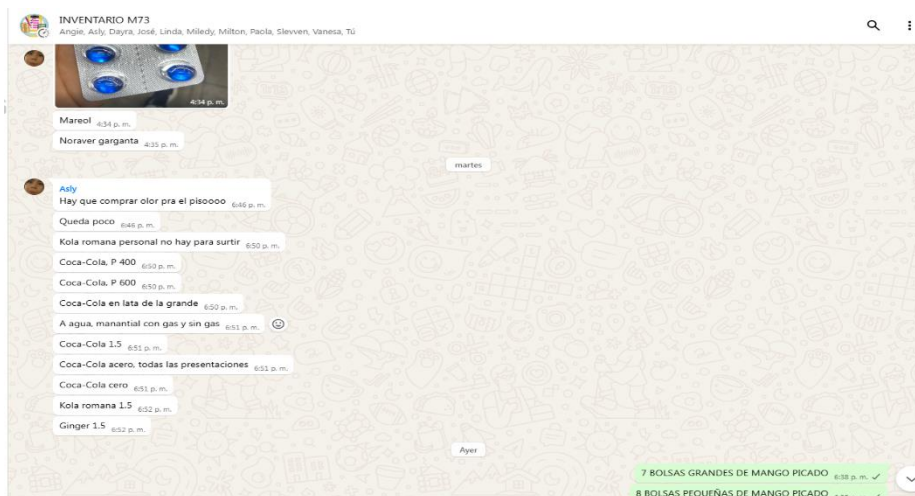 INVENTARIO M73
Angie, Asly, Dayra, José, Linda, Miledy, Milton, Paola, Slevven, Vanesa, Tú
4:34 p. m.
Mareol 4:34 p. m.
Noraver garganta 4:35 p. m.
martes
Asly
Hay que comprar olor pra el pisoooo 6:46 p. m.
Queda poco 6:46 p. m.
Kola romana personal no hay para surtir 6:50 p. m.
Coca-Cola, P 400 6:50 p. m.
Coca-Cola, P 600 6:50 p. m.
Coca-Cola en lata de la grande 6:50 p. m.
A agua, manantial con gas y sin gas 6:51 p. m.
Coca-Cola 1.5 6:51 p. m.
Coca-Cola acero, todas las presentaciones 6:51 p. m.
Coca-Cola cero 6:51 p. m.
Kola romana 1.5 6:52 p. m.
Ginger 1.5 6:52 p. m.
Ayer
7 BOLSAS GRANDES DE MANGO PICADO 6:58 p. m.
8 BOLSAS PEQUEÑAS DE MANGO PICADO